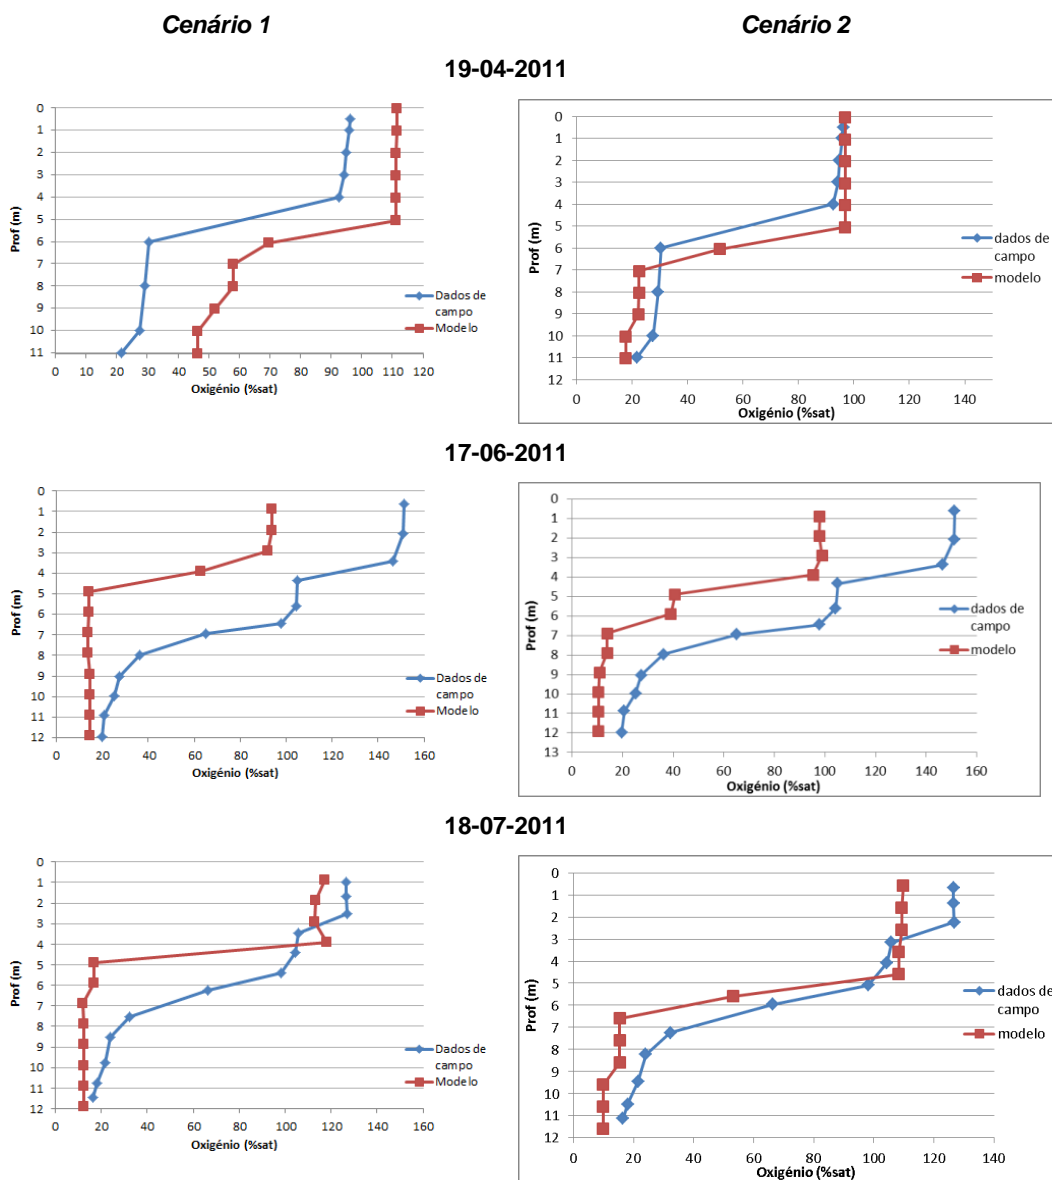 Cenário 1
Cenário 2
19-04-2011
0
1
2
3
4
5
6
7
8
9
10
11
Prof (m)
0 10 20 30 40 50 60 70 80 90 100 110 120
Oxigénio (%sat)
Dados de
campo
Modelo
0
1
2
3
4
5
6
7
8
9
10
11
12
Prof (m)
0 20 40 60 80 100 120 140
Oxigénio (%sat)
dados de
campo
modelo
17-06-2011
0
1
2
3
4
5
6
7
8
9
10
11
12
Prof (m)
0 20 40 60 80 100 120 140 160
Oxigénio (%sat)
Dados de
campo
Modelo
0
1
2
3
4
5
6
7
8
9
10
11
12
13
Prof (m)
0 20 40 60 80 100 120 140 160
Oxigénio (%sat)
dados de
campo
modelo
18-07-2011
0
1
2
3
4
5
6
7
8
9
10
11
12
Prof (m)
0 20 40 60 80 100 120 140 160
Oxigénio (%sat)
Dados de
campo
Modelo
0
1
2
3
4
5
6
7
8
9
10
11
12
Prof (m)
0 20 40 60 80 100 120 140
Oxigénio (%sat)
dados de
campo
modelo